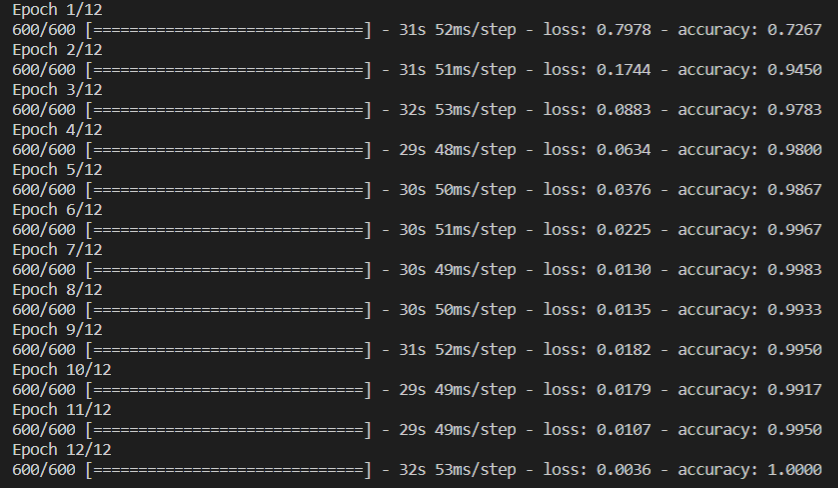 Epoch 1/12
600/600 [==============================] - 31s 52ms/step - loss: 0.7978 - accuracy: 0.7267
Epoch 2/12
600/600 [==============================] - 31s 51ms/step - loss: 0.1744 - accuracy: 0.9450
Epoch 3/12
600/600 [==============================] - 32s 53ms/step - loss: 0.0883 - accuracy: 0.9783
Epoch 4/12
600/600 [==============================] - 29s 48ms/step - loss: 0.0634 - accuracy: 0.9800
Epoch 5/12
600/600 [==============================] - 30s 50ms/step - loss: 0.0376 - accuracy: 0.9867
Epoch 6/12
600/600 [==============================] - 30s 51ms/step - loss: 0.0225 - accuracy: 0.9967
Epoch 7/12
600/600 [==============================] - 30s 49ms/step - loss: 0.0130 - accuracy: 0.9983
Epoch 8/12
600/600 [==============================] - 30s 50ms/step - loss: 0.0135 - accuracy: 0.9933
Epoch 9/12
600/600 [==============================] - 31s 52ms/step - loss: 0.0182 - accuracy: 0.9950
Epoch 10/12
600/600 [==============================] - 29s 49ms/step - loss: 0.0179 - accuracy: 0.9917
Epoch 11/12
600/600 [==============================] - 29s 49ms/step - loss: 0.0107 - accuracy: 0.9950
Epoch 12/12
600/600 [==============================] - 32s 53ms/step - loss: 0.0036 - accuracy: 1.0000